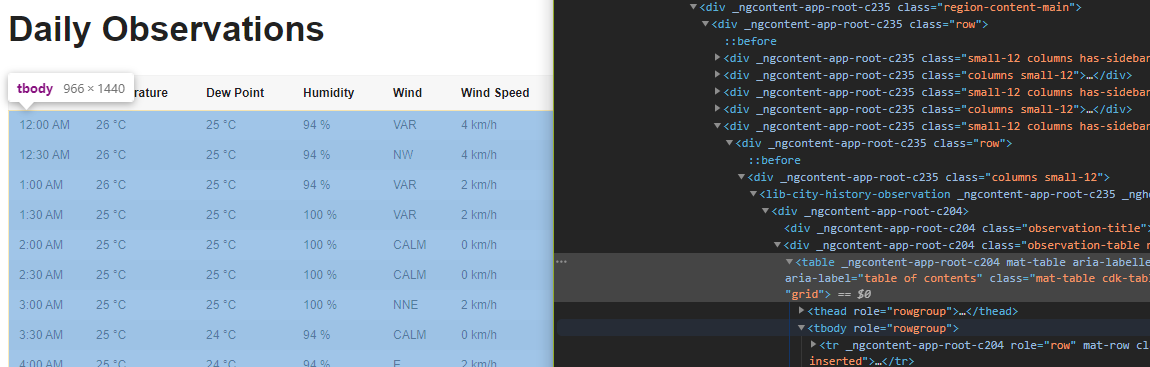 Daily Observations
tbody 966 × 1440
rature Dew Point Humidity Wind Wind Speed
12:00 AM 26 °C 25 °C 94 % VAR 4 km/h
12:30 AM 26 °C 25 °C 94 % NW 4 km/h
1:00 AM 26 °C 25 °C 94 % VAR 2 km/h
1:30 AM 25 °C 25 °C 100 % VAR 2 km/h
2:00 AM 25 °C 25 °C 100 % CALM 0 km/h
2:30 AM 25 °C 25 °C 100 % CALM 0 km/h
3:00 AM 25 °C 25 °C 100 % NNE 2 km/h
3:30 AM 25 °C 24 °C 94 % CALM 0 km/h
4:00 AM 25 °C 24 °C 94 % E 2 km/h
<div _ngcontent-app-root-c235 class="region-content-main">
<div _ngcontent-app-root-c235 class="row">
::before
<div _ngcontent-app-root-c235 class="small-12 columns has-sidebar
<div _ngcontent-app-root-c235 class="columns small-12">…</div>
<div _ngcontent-app-root-c235 class="small-12 columns has-sidebar
<div _ngcontent-app-root-c235 class="columns small-12">…</div>
<div _ngcontent-app-root-c235 class="small-12 columns has-sidebar
<div _ngcontent-app-root-c235 class="row">
::before
<div _ngcontent-app-root-c235 class="columns small-12">
<lib-city-history-observation _ngcontent-app-root-c235 _ngho
<div _ngcontent-app-root-c204>
<div _ngcontent-app-root-c204 class="observation-title">
<div _ngcontent-app-root-c204 class="observation-table r
… <table _ngcontent-app-root-c204 mat-table aria-labelle
aria-label="table of contents" class="mat-table cdk-tab
"grid"> == $0
<thead role="rowgroup">…</thead>
<tbody role="rowgroup">
<tr _ngcontent-app-root-c204 role="row" mat-row cl
inserted">…</tr>